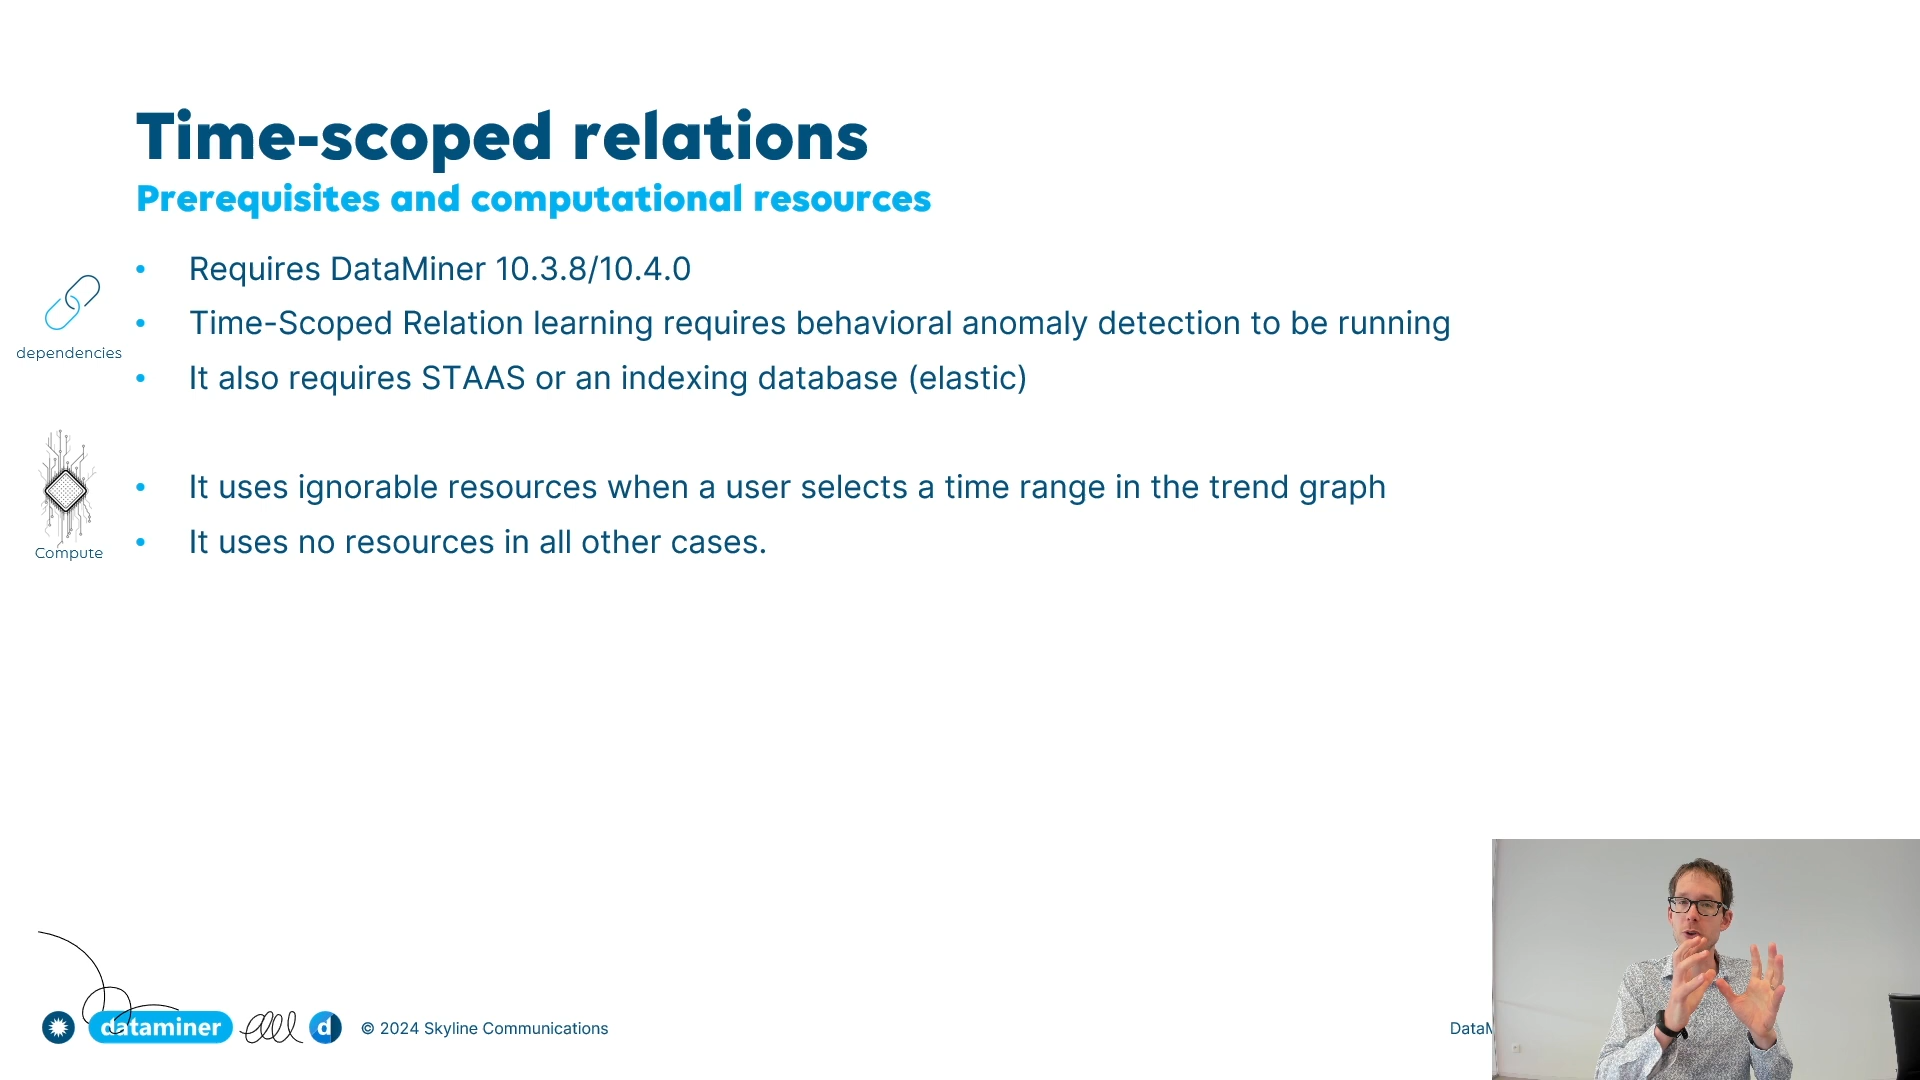 Time-scoped relations
Prerequisites and computational resources
• Requires DataMiner 10.3.8/10.4.0
• Time-Scoped Relation learning requires behavioral anomaly detection to be running
dependencies
• It also requires STAAS or an indexing database (elastic)
• It uses ignorable resources when a user selects a time range in the trend graph
• It uses no resources in all other cases.
Compute
dataminer
d
© 2024 Skyline Communications